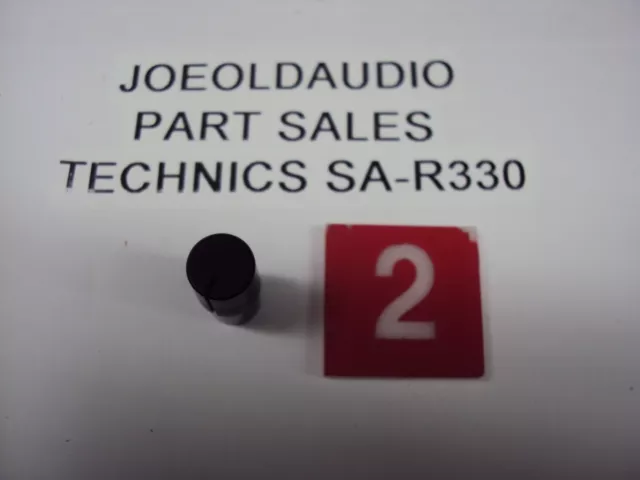 JOEOLDAUDIO
PART SALES
TECHNICS SA-R330
2